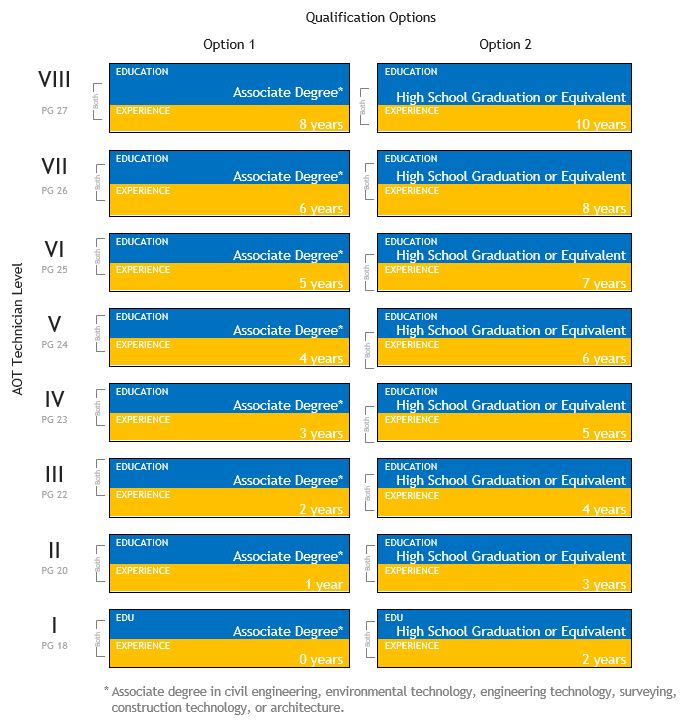 Qualification Options
Option 1
Option 2
AOT Technician Level
VIII
PG 27
Both
EDUCATION
Associate Degree*
EXPERIENCE
8 years
Both
EDUCATION
High School Graduation or Equivalent
EXPERIENCE
10 years
VII
PG 26
Both
EDUCATION
Associate Degree*
EXPERIENCE
6 years
Both
EDUCATION
High School Graduation or Equivalent
EXPERIENCE
8 years
VI
PG 25
Both
EDUCATION
Associate Degree*
EXPERIENCE
5 years
Both
EDUCATION
High School Graduation or Equivalent
EXPERIENCE
7 years
V
PG 24
Both
EDUCATION
Associate Degree*
EXPERIENCE
4 years
Both
EDUCATION
High School Graduation or Equivalent
EXPERIENCE
6 years
IV
PG 23
Both
EDUCATION
Associate Degree*
EXPERIENCE
3 years
Both
EDUCATION
High School Graduation or Equivalent
EXPERIENCE
5 years
III
PG 22
Both
EDUCATION
Associate Degree*
EXPERIENCE
2 years
Both
EDUCATION
High School Graduation or Equivalent
EXPERIENCE
4 years
II
PG 20
Both
EDUCATION
Associate Degree*
EXPERIENCE
1 year
Both
EDUCATION
High School Graduation or Equivalent
EXPERIENCE
3 years
I
PG 18
Both
EDU
Associate Degree*
EXPERIENCE
0 years
Both
EDU
High School Graduation or Equivalent
EXPERIENCE
2 years
* Associate degree in civil engineering, environmental technology, engineering technology, surveying,
construction technology, or architecture.